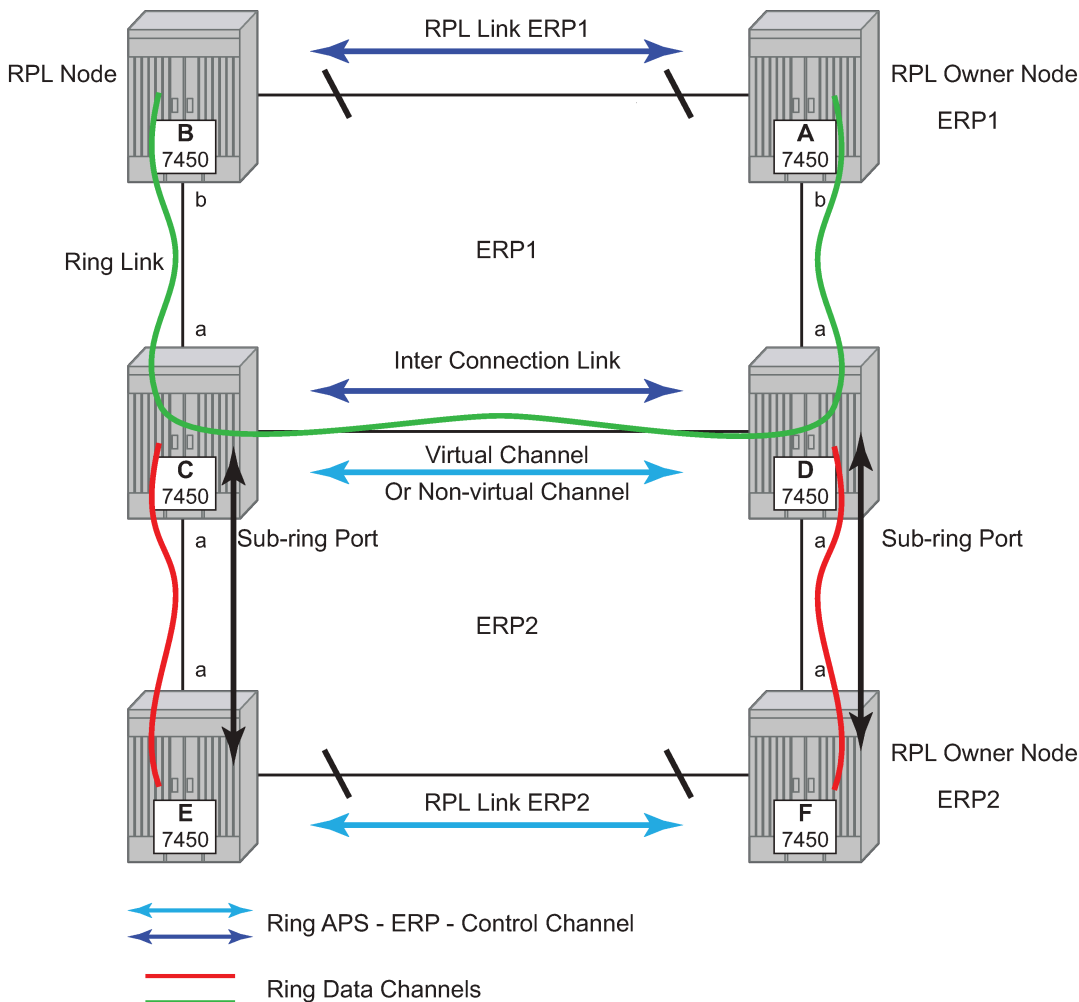 RPL Link ERP1
RPL Node
RPL Owner Node
ERP1
B
7450
A
7450
b
b
ERP1
Ring Link
a
a
Inter Connection Link
Virtual Channel
Or Non-virtual Channel
C
7450
D
7450
a
Sub-ring Port
a
Sub-ring Port
ERP2
a
a
RPL Owner Node
ERP2
RPL Link ERP2
E
7450
F
7450
Ring APS - ERP - Control Channel
Ring Data Channels